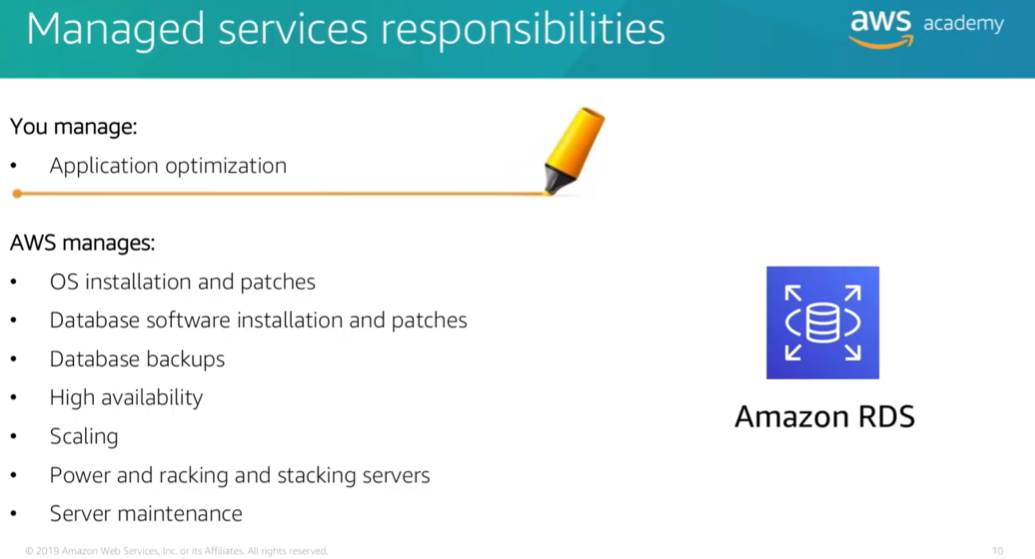 Managed services responsibilities
aws academy
You manage:
• Application optimization
AWS manages:
• OS installation and patches
• Database software installation and patches
• Database backups
• High availability
• Scaling
• Power and racking and stacking servers
• Server maintenance
Amazon RDS
© 2019 Amazon Web Services, Inc. or its Affiliates. All rights reserved.
10